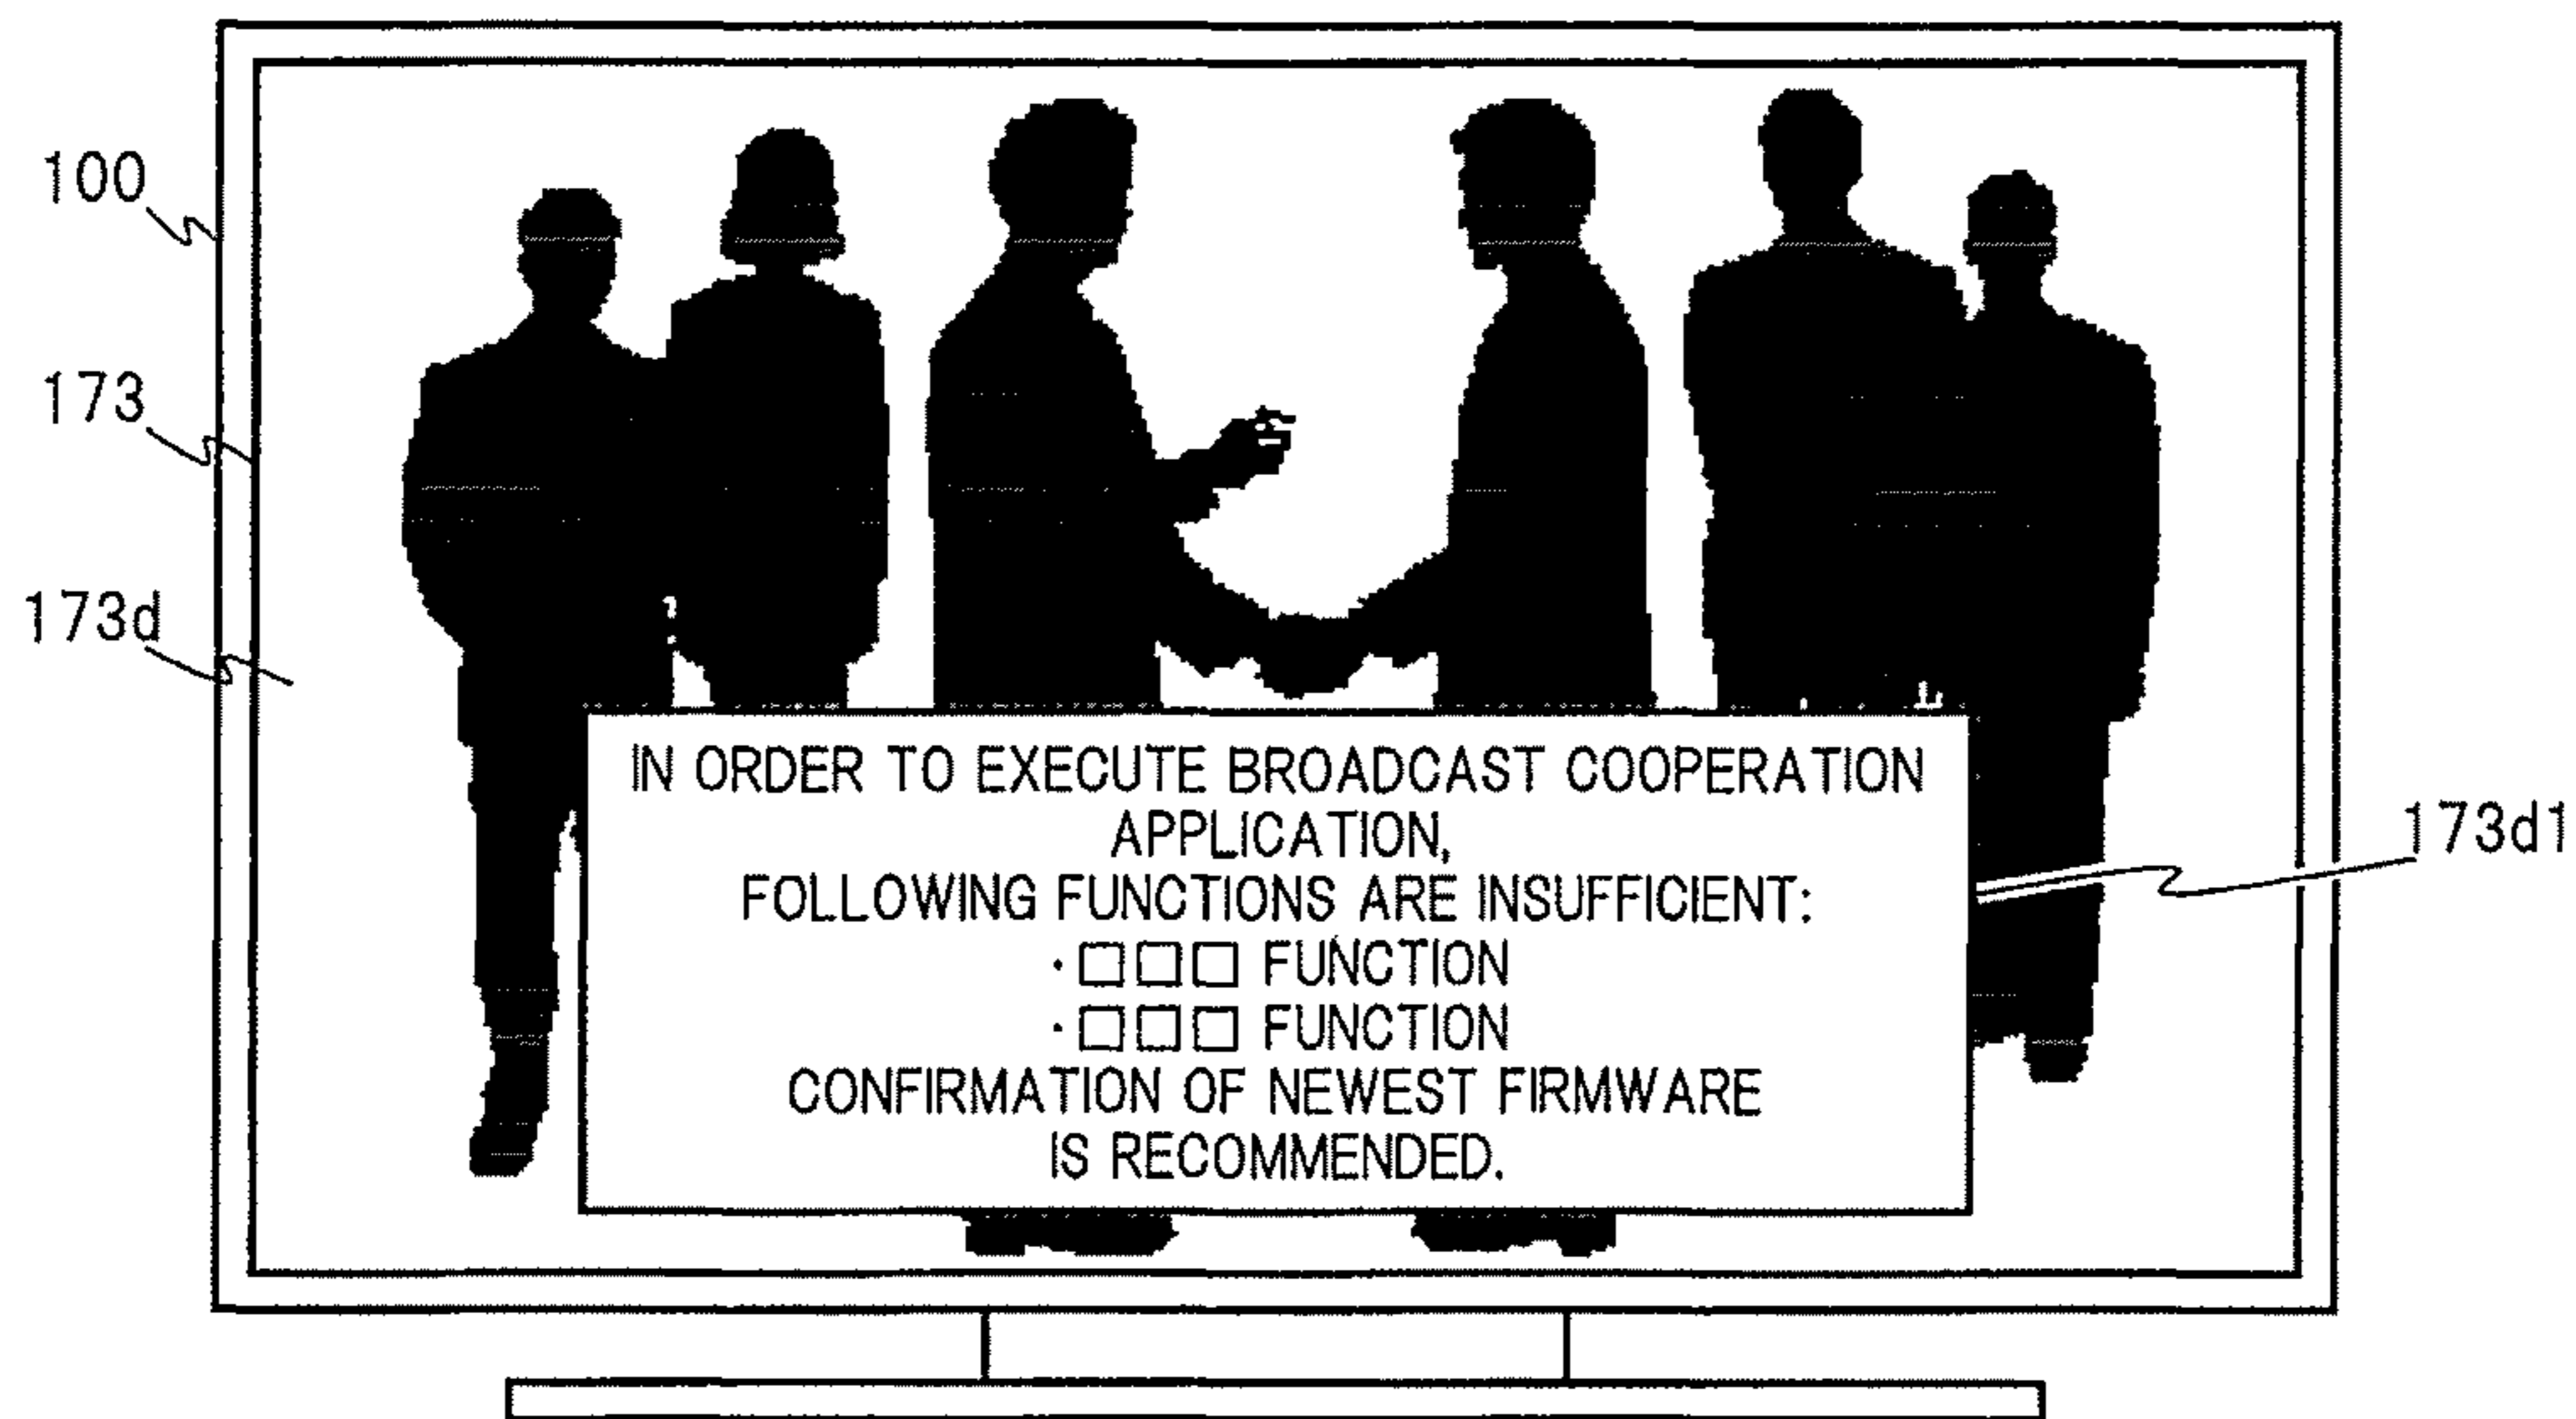 100
173
173d
IN ORDER TO EXECUTE BROADCAST COOPERATION
APPLICATION,
FOLLOWING FUNCTIONS ARE INSUFFICIENT:
·□□□ FUNCTION
·□□□ FUNCTION
CONFIRMATION OF NEWEST FIRMWARE
IS RECOMMENDED.
173d1